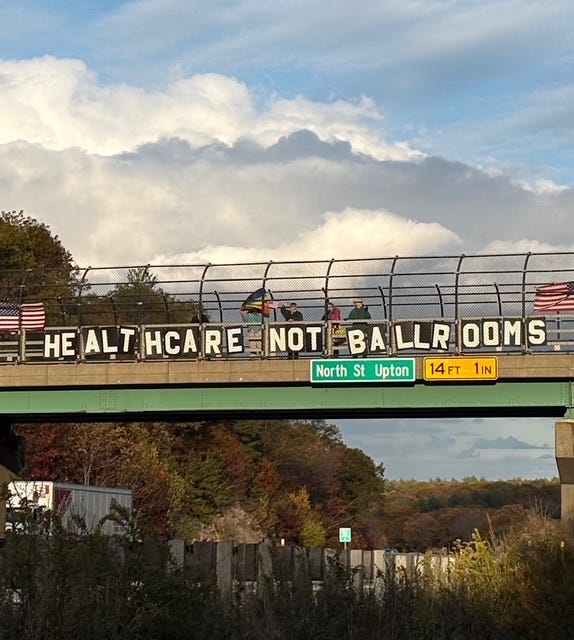 HEALTHCARE NOT BALLROOMS
North St Upton
14 FT 1 IN